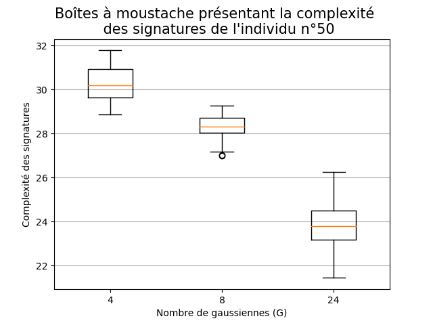 Boîtes à moustache présentant la complexité
des signatures de l'individu n°50
32
30
28
26
24
22
Complexité des signatures
4
8
24
Nombre de gaussiennes (G)